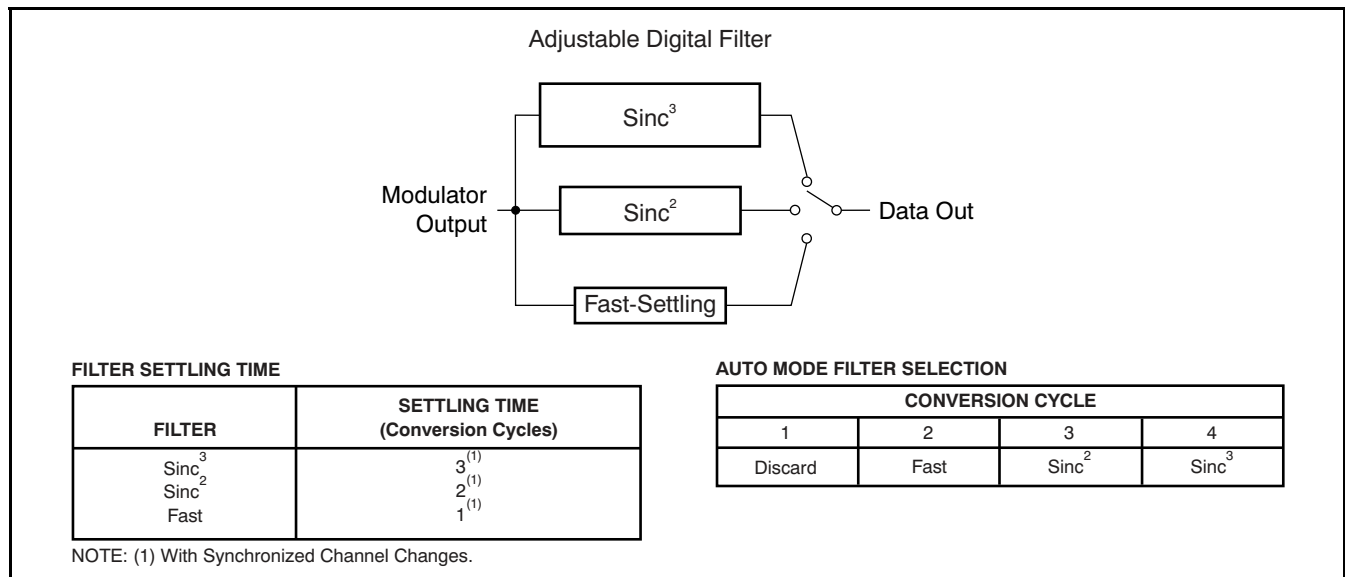 Adjustable Digital Filter
Sinc³
Modulator
Output
Sinc²
Data Out
Fast-Settling
FILTER SETTLING TIME
FILTER
SETTLING TIME
(Conversion Cycles)
Sinc³ 3⁽¹⁾
Sinc² 2⁽¹⁾
Fast 1⁽¹⁾
NOTE: (1) With Synchronized Channel Changes.
AUTO MODE FILTER SELECTION
CONVERSION CYCLE
1 2 3 4
Discard Fast Sinc² Sinc³